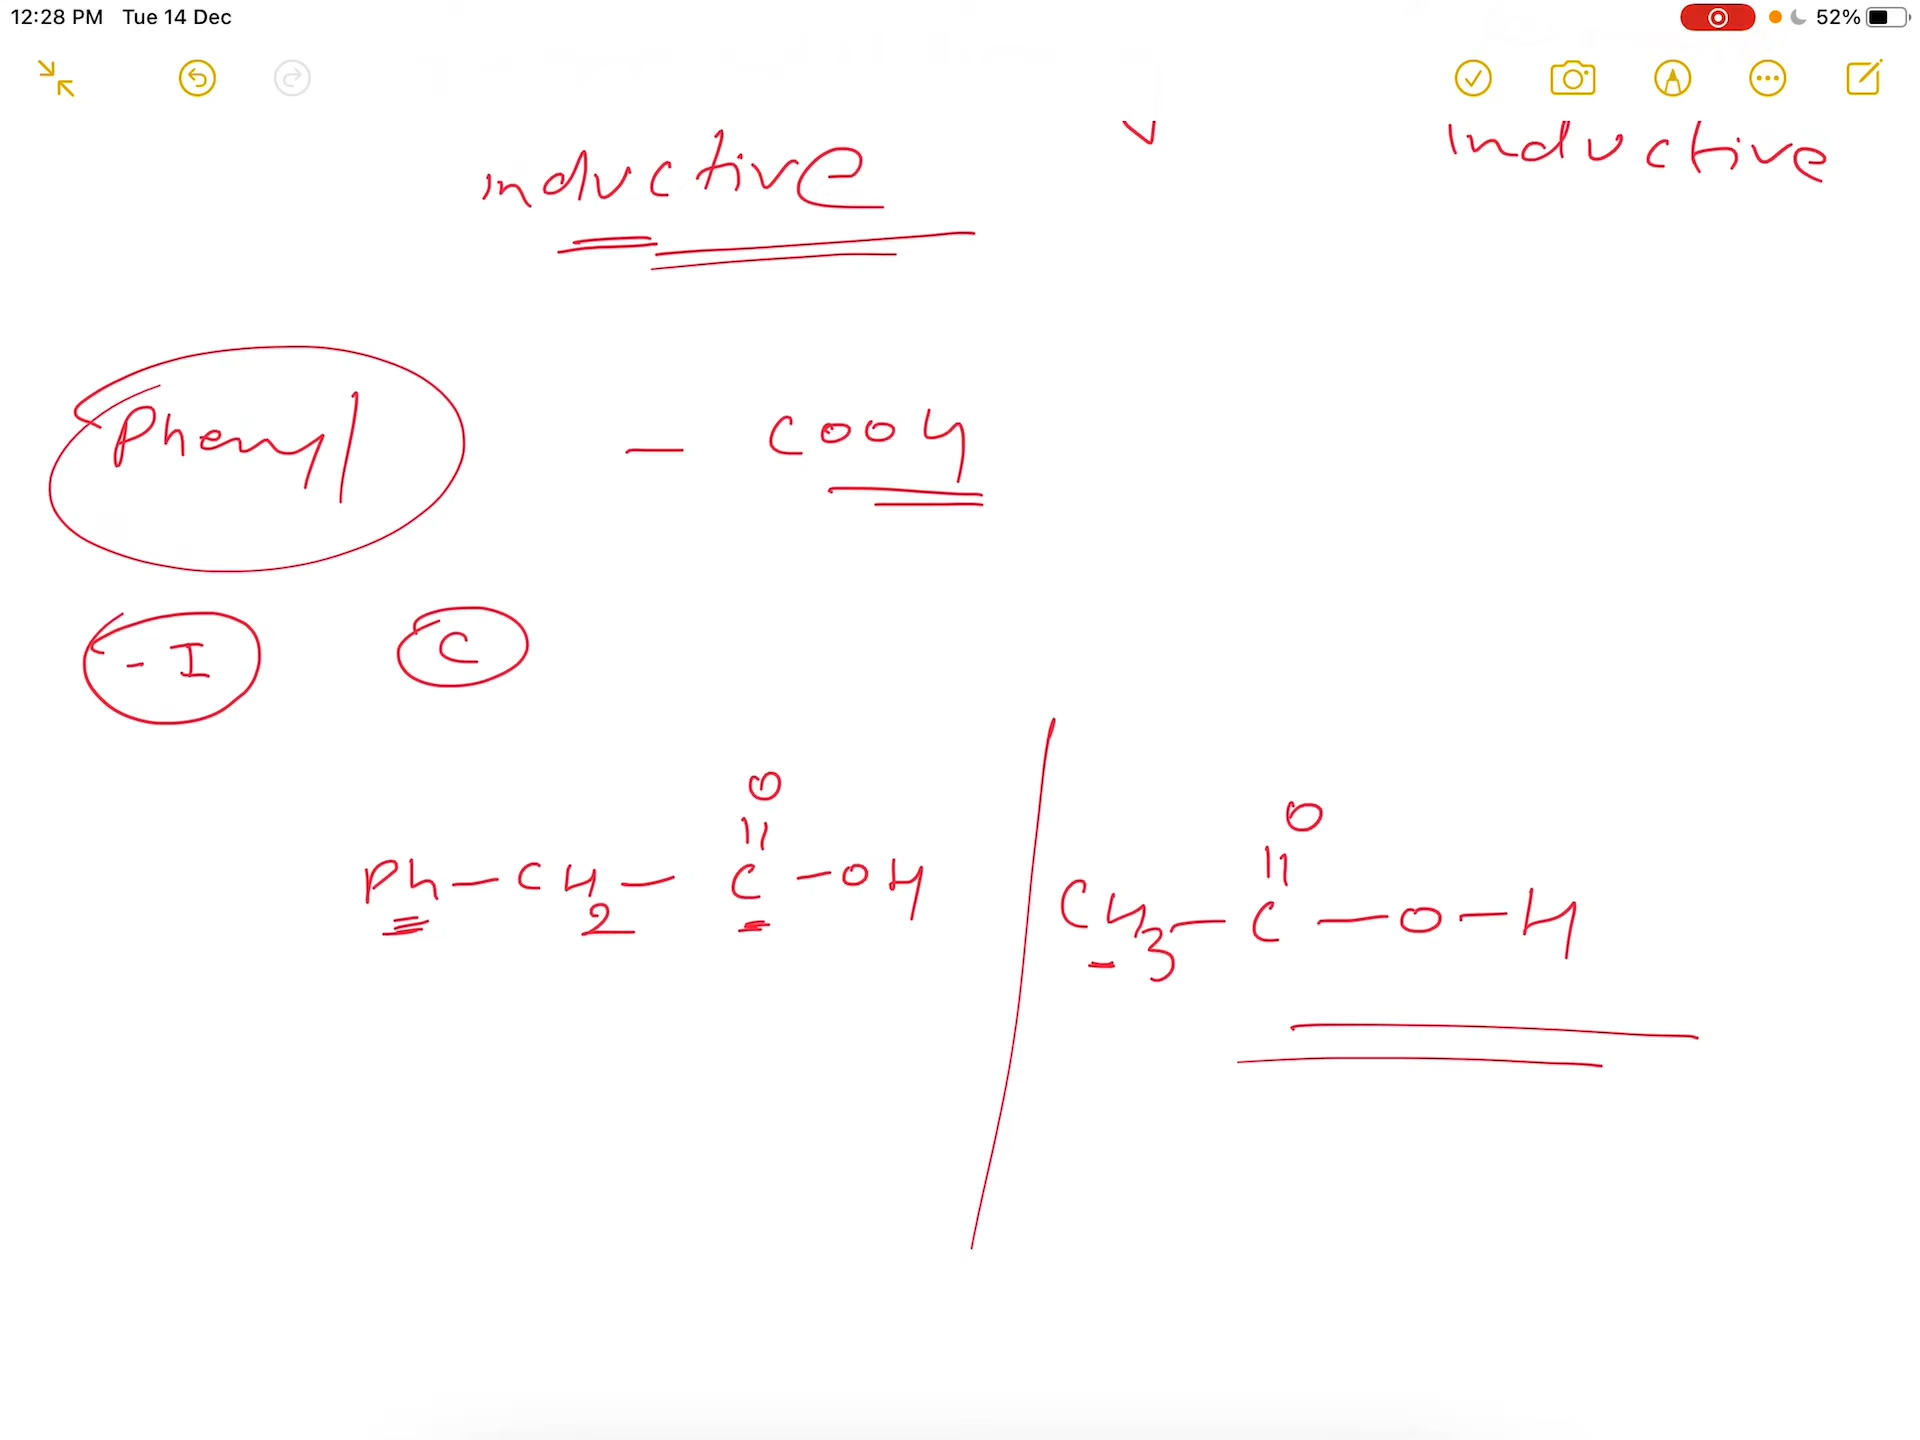 12:28 PM Tue 14 Dec 52%
inductive inductive
Phenyl — COOH
- I C
O
||
Ph — CH2 — C — OH
O
||
CH3 — C — O — H